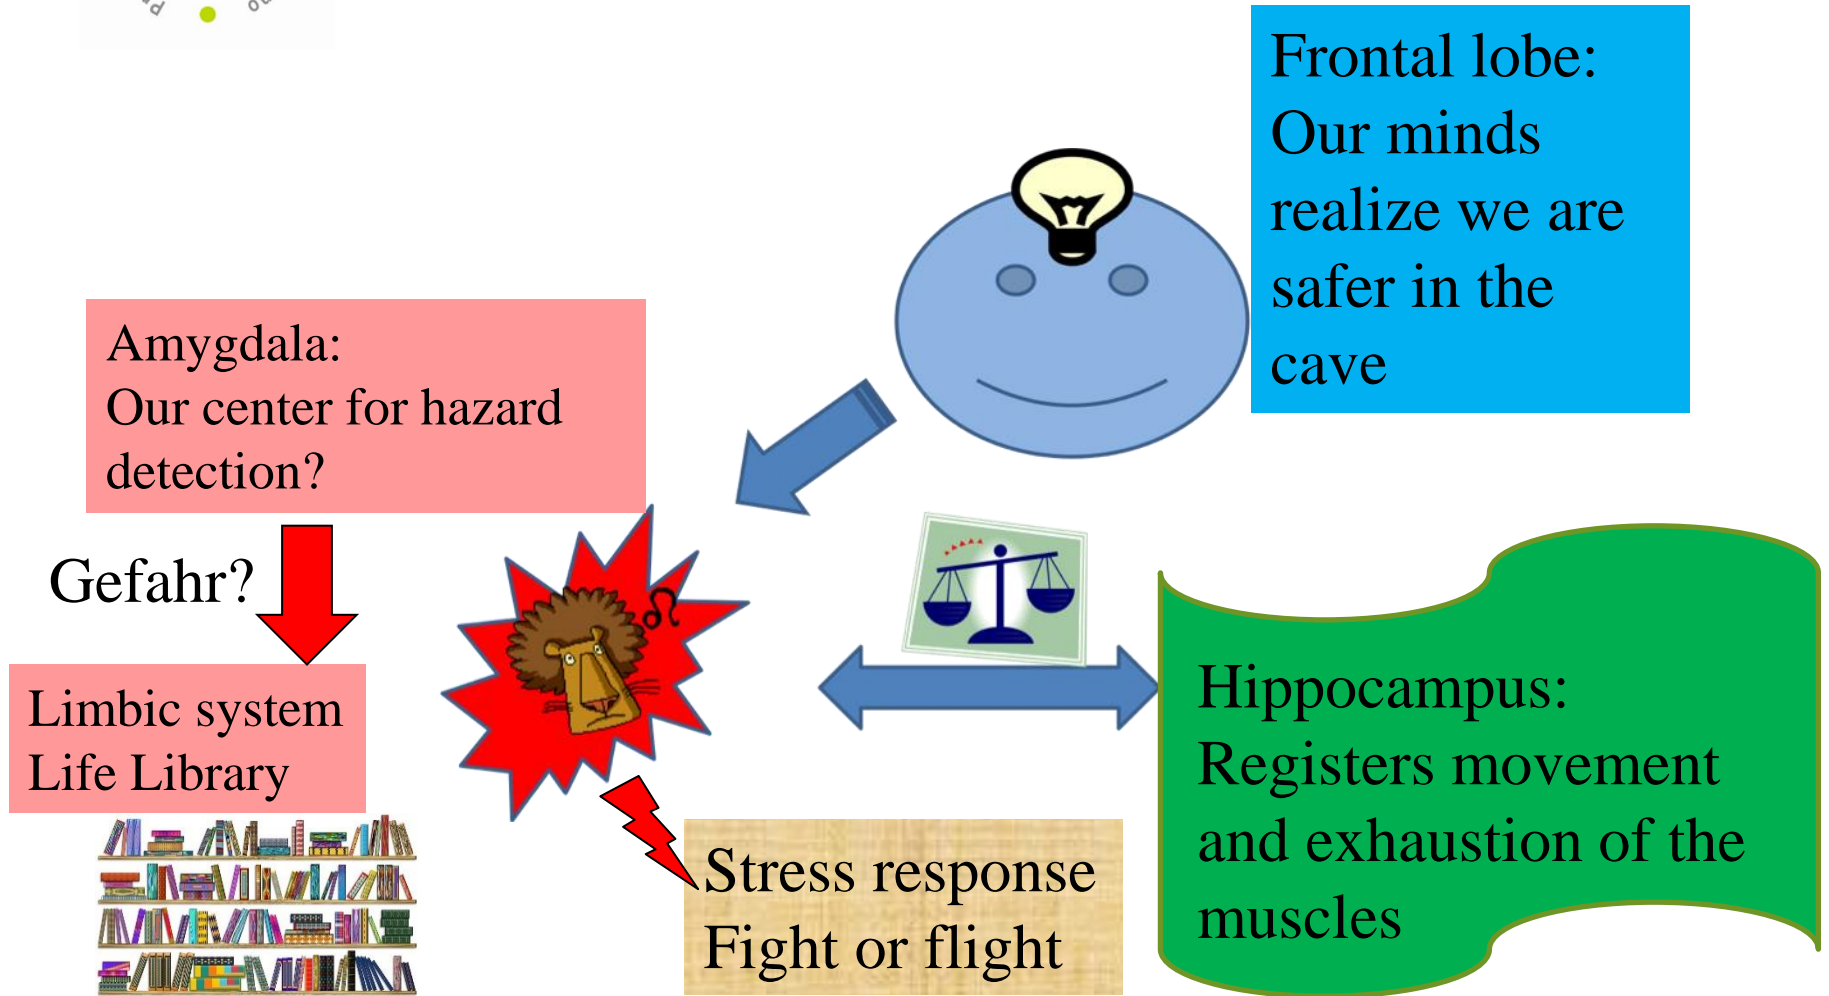 Frontal lobe:
Our minds
realize we are
safer in the
cave
Amygdala:
Our center for hazard
detection?
Gefahr?
Limbic system
Life Library
Stress response
Fight or flight
Hippocampus:
Registers movement
and exhaustion of the
muscles